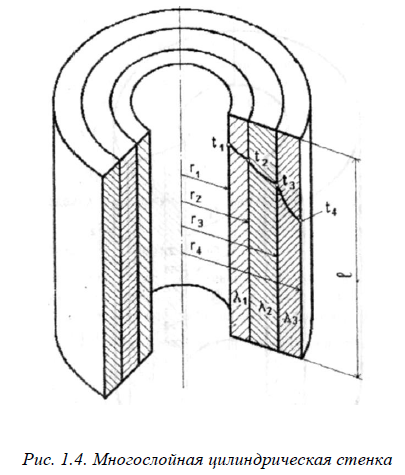 t₁
t₂
t₃
t₄
r₁
r₂
r₃
r₄
λ₁
λ₂
λ₃
ℓ
Рис. 1.4. Многослойная цилиндрическая стенка